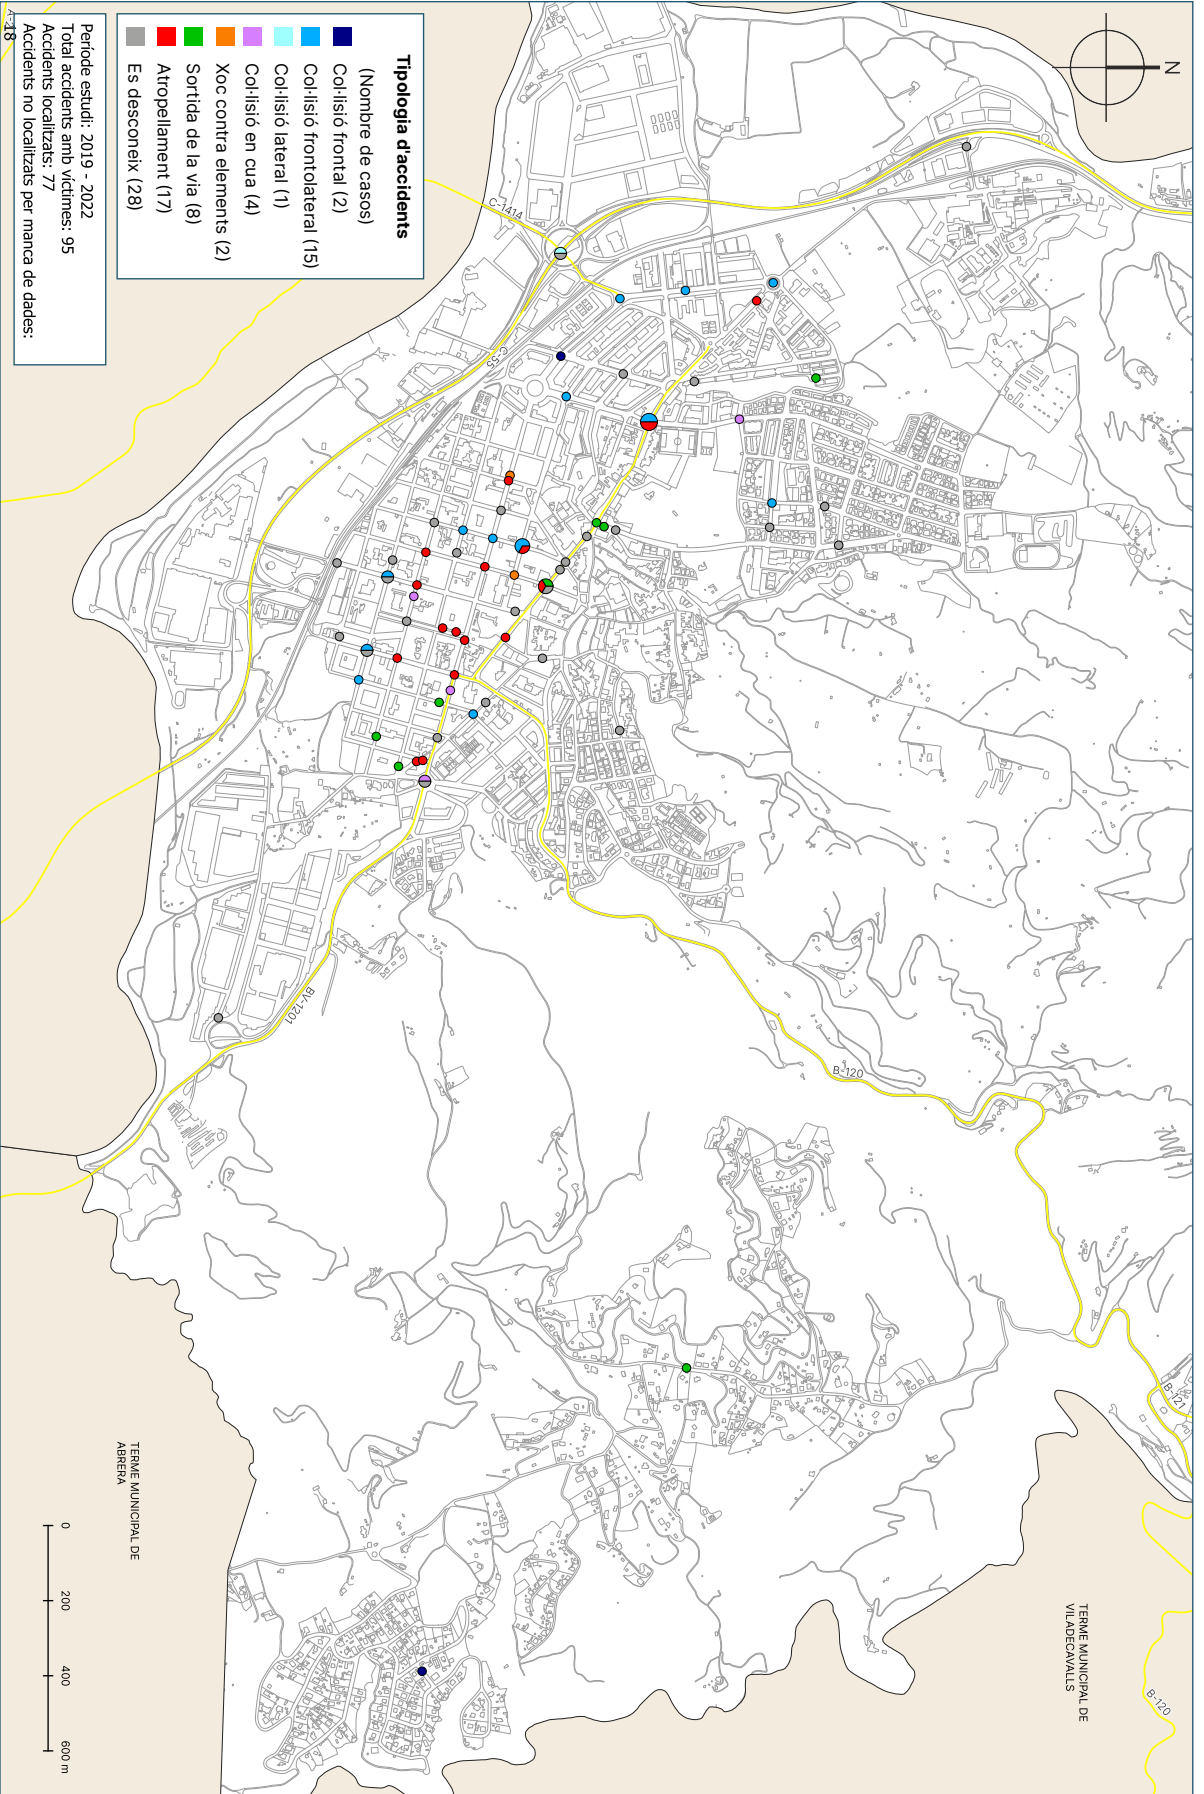 N
Tipologia d'accidents
(Nombre de casos)
Col·lisió frontal (2)
Col·lisió frontolateral (15)
Col·lisió lateral (1)
Col·lisió en cua (4)
Xoc contra elements (2)
Sortida de la via (8)
Atropellament (17)
Es desconeix (28)
Període estudi: 2019 - 2022
Total accidents amb víctimes: 95
Accidents localitzats: 77
Accidents no localitzats per manca de dades:
18
C-1414
C-55
BV-1201
B-120
B-121
B-120
TERME MUNICIPAL DE
VILADECAVALLS
TERME MUNICIPAL DE
ABRERA
0 200 400 600 m